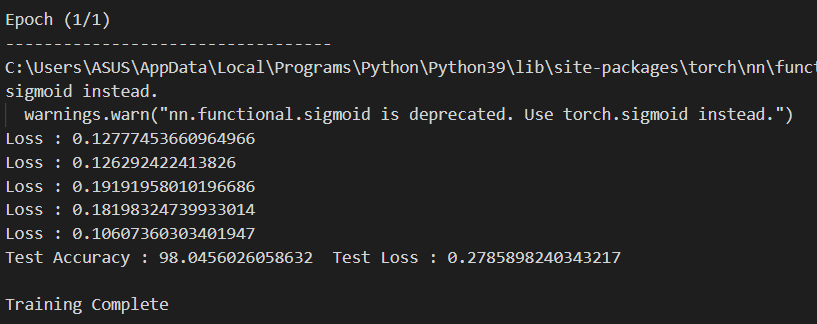 Epoch (1/1)
----------------------------------
C:\Users\ASUS\AppData\Local\Programs\Python\Python39\lib\site-packages\torch\nn\funct
sigmoid instead.
warnings.warn("nn.functional.sigmoid is deprecated. Use torch.sigmoid instead.")
Loss : 0.12777453660964966
Loss : 0.126292422413826
Loss : 0.19191958010196686
Loss : 0.18198324739933014
Loss : 0.10607360303401947
Test Accuracy : 98.0456026058632  Test Loss : 0.2785898240343217
Training Complete